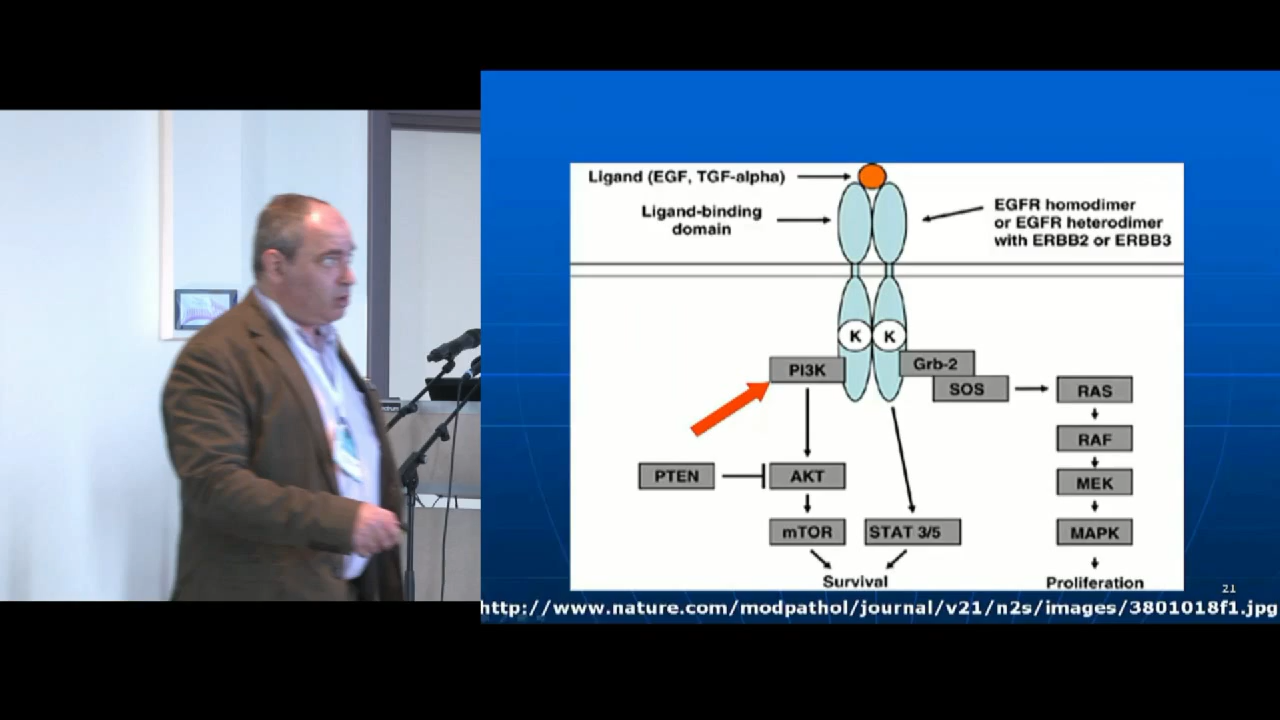 Ligand (EGF, TGF-alpha)
Ligand-binding
domain
EGFR homodimer
or EGFR heterodimer
with ERBB2 or ERBB3
K
K
PI3K
Grb-2
SOS
RAS
RAF
PTEN
AKT
MEK
mTOR
STAT 3/5
MAPK
Survival
Proliferation
21
http://www.nature.com/modpathol/journal/v21/n2s/images/3801018f1.jpg